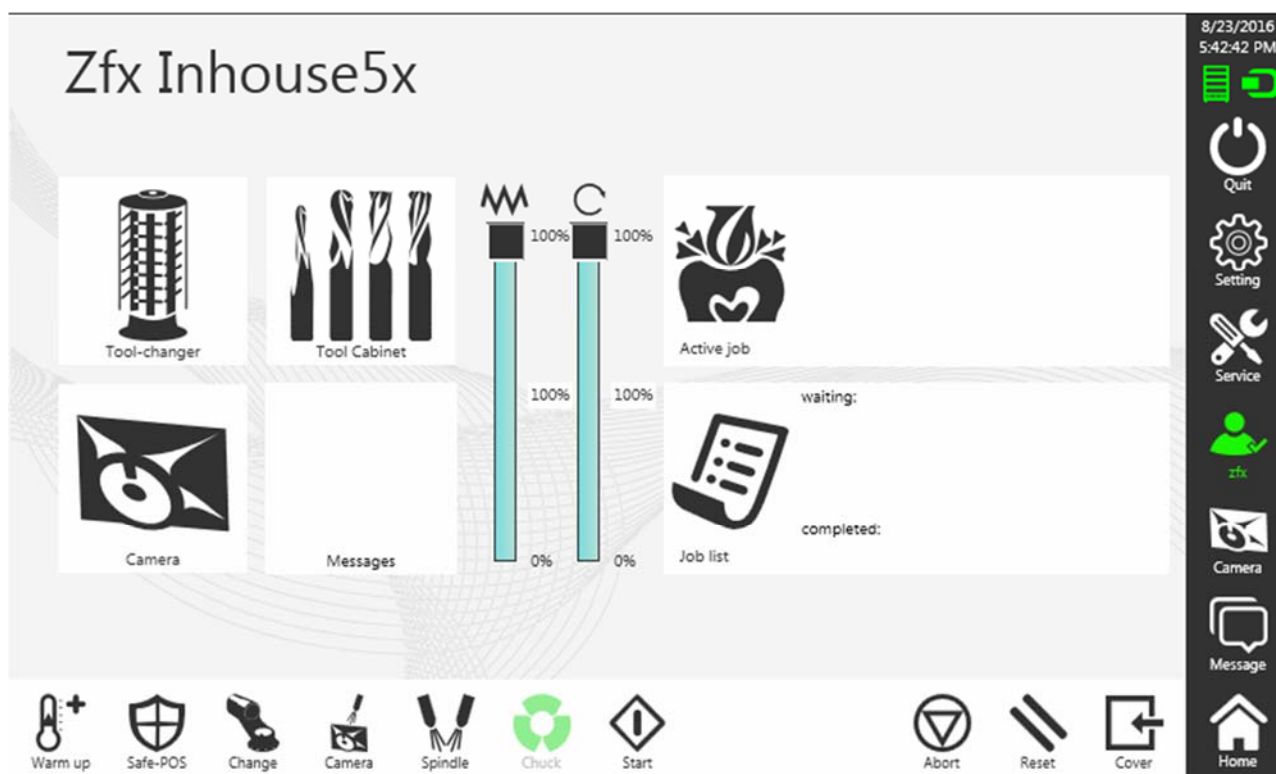 8/23/2016
5:42:42 PM
Zfx Inhouse5x
Quit
Setting
Service
zfx
Camera
Message
Home
Tool-changer
Tool Cabinet
100%
100%
100%
100%
0%
0%
Active job
Camera
Messages
waiting:
completed:
Job list
Warm up
Safe-POS
Change
Camera
Spindle
Chuck
Start
Abort
Reset
Cover